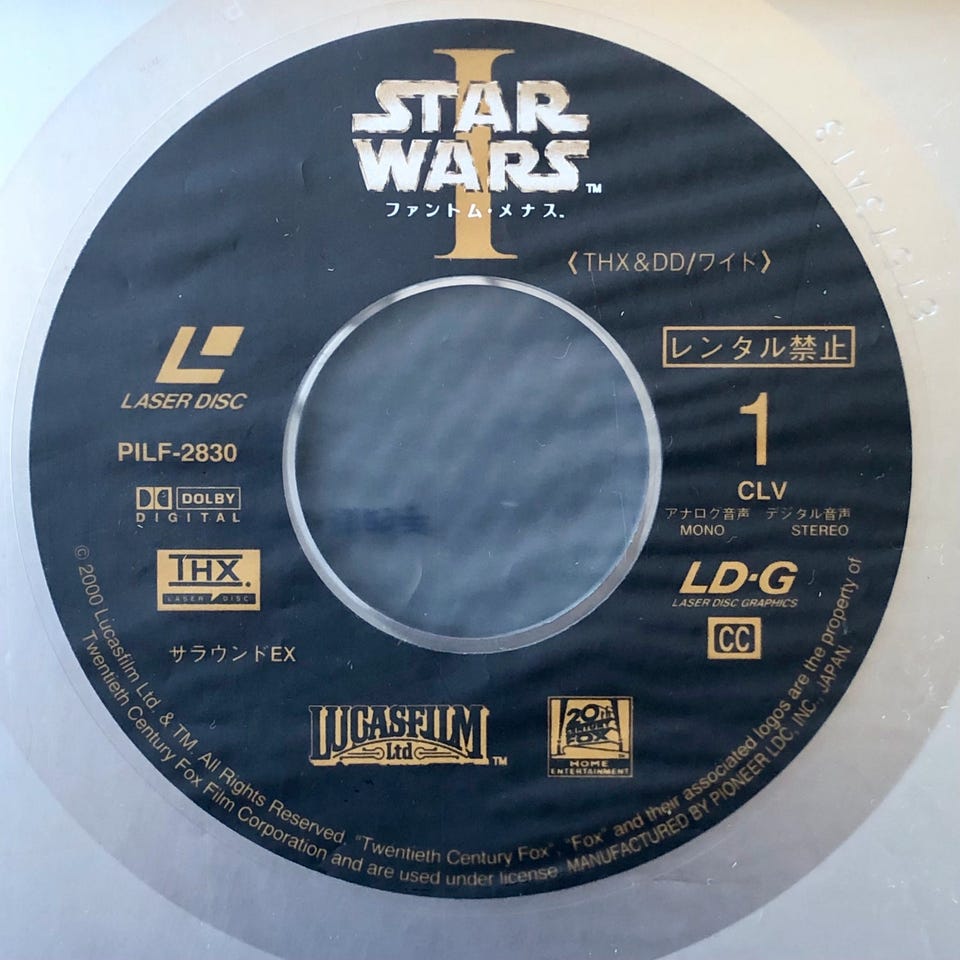 I
STAR
WARS™
ファントム・メナス™
〈THX&DD/ワイド〉
レンタル禁止
1
CLV
アナログ音声 デジタル音声
MONO STEREO
LD·G
LASER DISC GRAPHICS
CC
LASER DISC
PILF-2830
DOLBY
DIGITAL
THX
LASER DISC
サラウンドEX
LUCASFILM
Ltd™
20th
CENTURY
FOX
HOME
ENTERTAINMENT
© 2000 Lucasfilm Ltd. & TM. All Rights Reserved. "Twentieth Century Fox", "Fox" and their associated logos are the property of
Twentieth Century Fox Film Corporation and are used under license. MANUFACTURED BY PIONEER LDC, INC., JAPAN